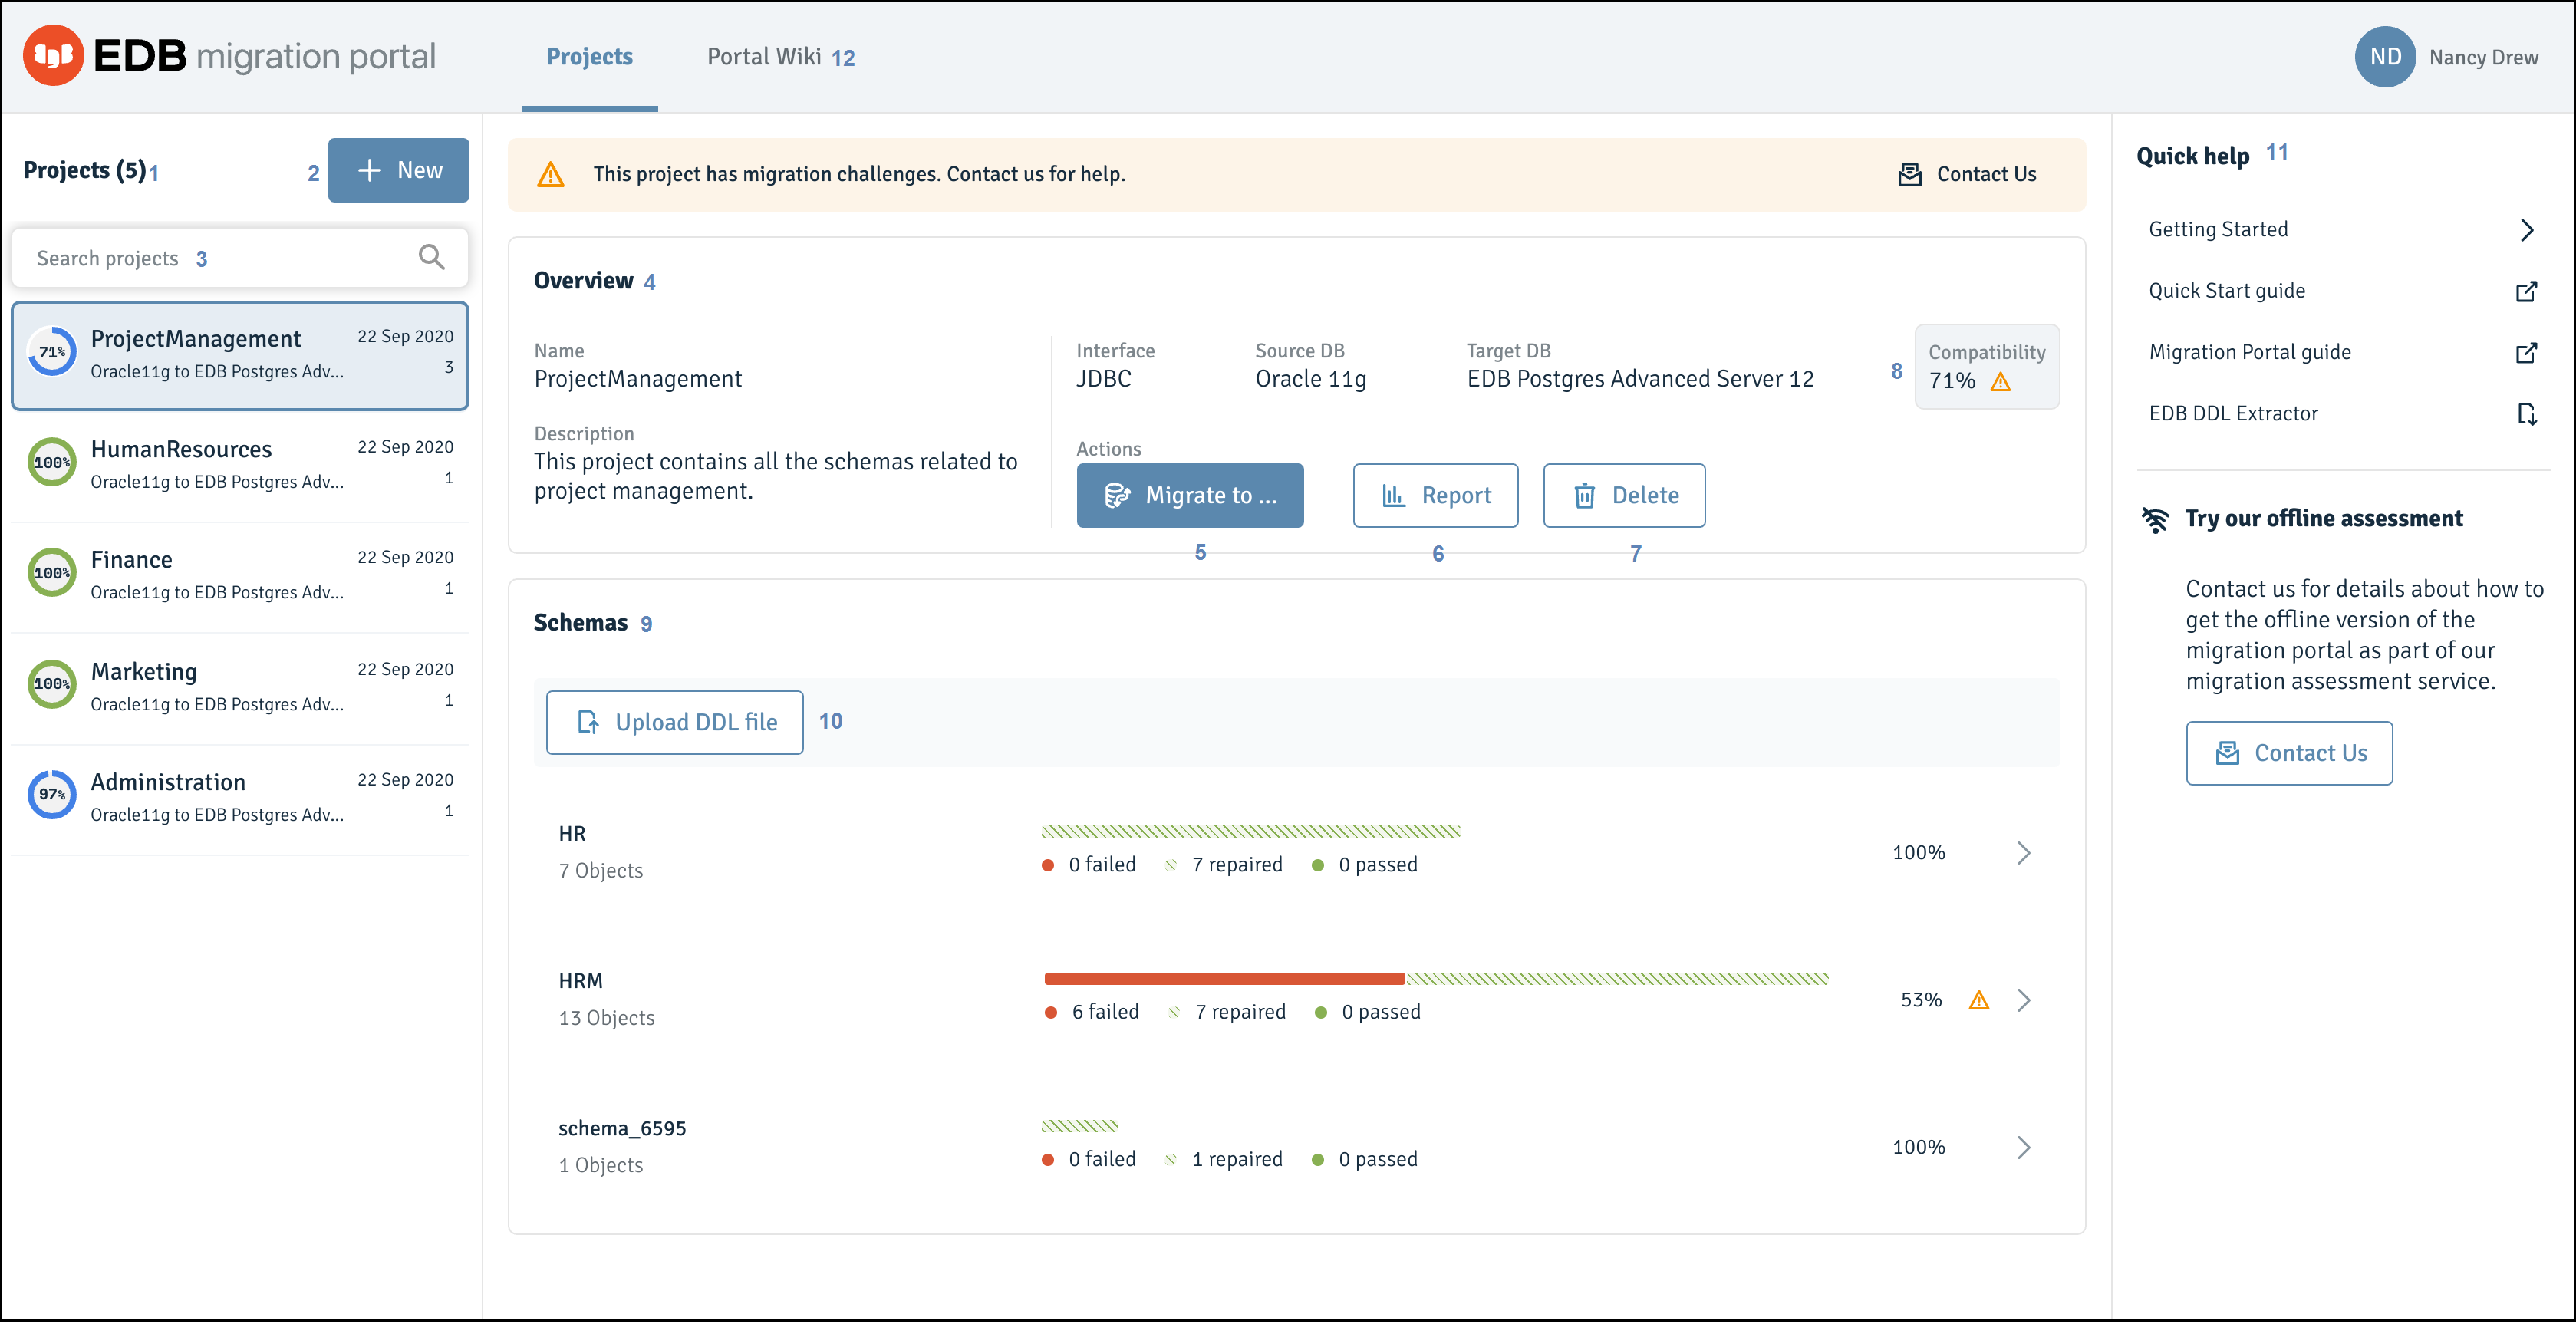 EDB migration portal
Projects
Portal Wiki 12
ND Nancy Drew
Projects (5) 1
2 + New
Search projects 3
71% ProjectManagement 22 Sep 2020
Oracle11g to EDB Postgres Adv... 3
100% HumanResources 22 Sep 2020
Oracle11g to EDB Postgres Adv... 1
100% Finance 22 Sep 2020
Oracle11g to EDB Postgres Adv... 1
100% Marketing 22 Sep 2020
Oracle11g to EDB Postgres Adv... 1
97% Administration 22 Sep 2020
Oracle11g to EDB Postgres Adv... 1
This project has migration challenges. Contact us for help.
Contact Us
Overview 4
Name
ProjectManagement
Description
This project contains all the schemas related to
project management.
Interface
JDBC
Source DB
Oracle 11g
Target DB
EDB Postgres Advanced Server 12
8
Compatibility
71%
Actions
Migrate to ...
Report
Delete
5
6
7
Schemas 9
Upload DDL file 10
HR
7 Objects
0 failed 7 repaired 0 passed
100%
HRM
13 Objects
6 failed 7 repaired 0 passed
53%
schema_6595
1 Objects
0 failed 1 repaired 0 passed
100%
Quick help 11
Getting Started
Quick Start guide
Migration Portal guide
EDB DDL Extractor
Try our offline assessment
Contact us for details about how to
get the offline version of the
migration portal as part of our
migration assessment service.
Contact Us